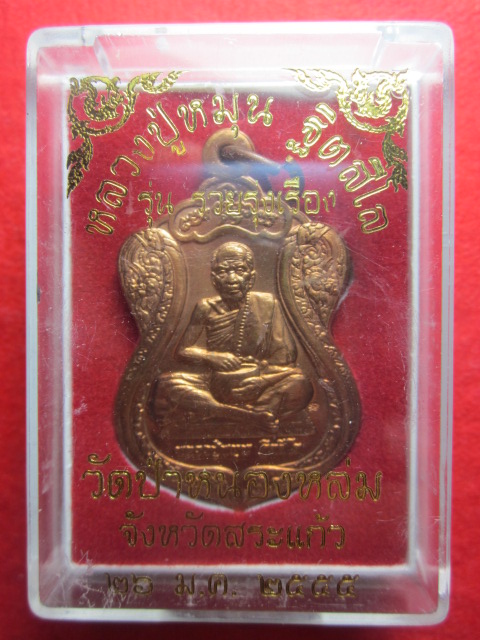 หลวงปู่หมุน ฐิตสีโล
รุ่น รวยรุ่งเรือง
วัดป่าหนองหล่ม
จังหวัดสระแก้ว
๒๖ ม.ค. ๒๕๕๕